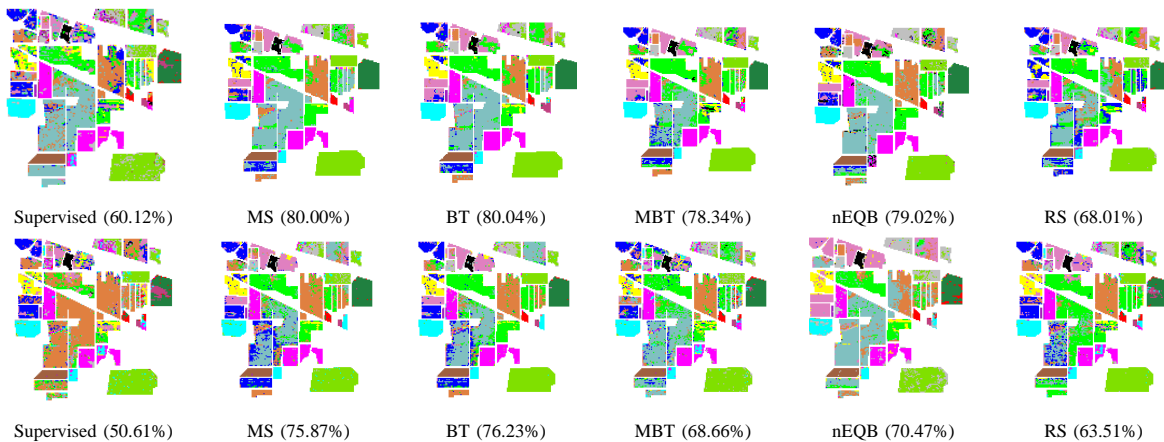 Supervised (60.12%) MS (80.00%) BT (80.04%) MBT (78.34%) nEQB (79.02%) RS (68.01%)
Supervised (50.61%) MS (75.87%) BT (76.23%) MBT (68.66%) nEQB (70.47%) RS (63.51%)